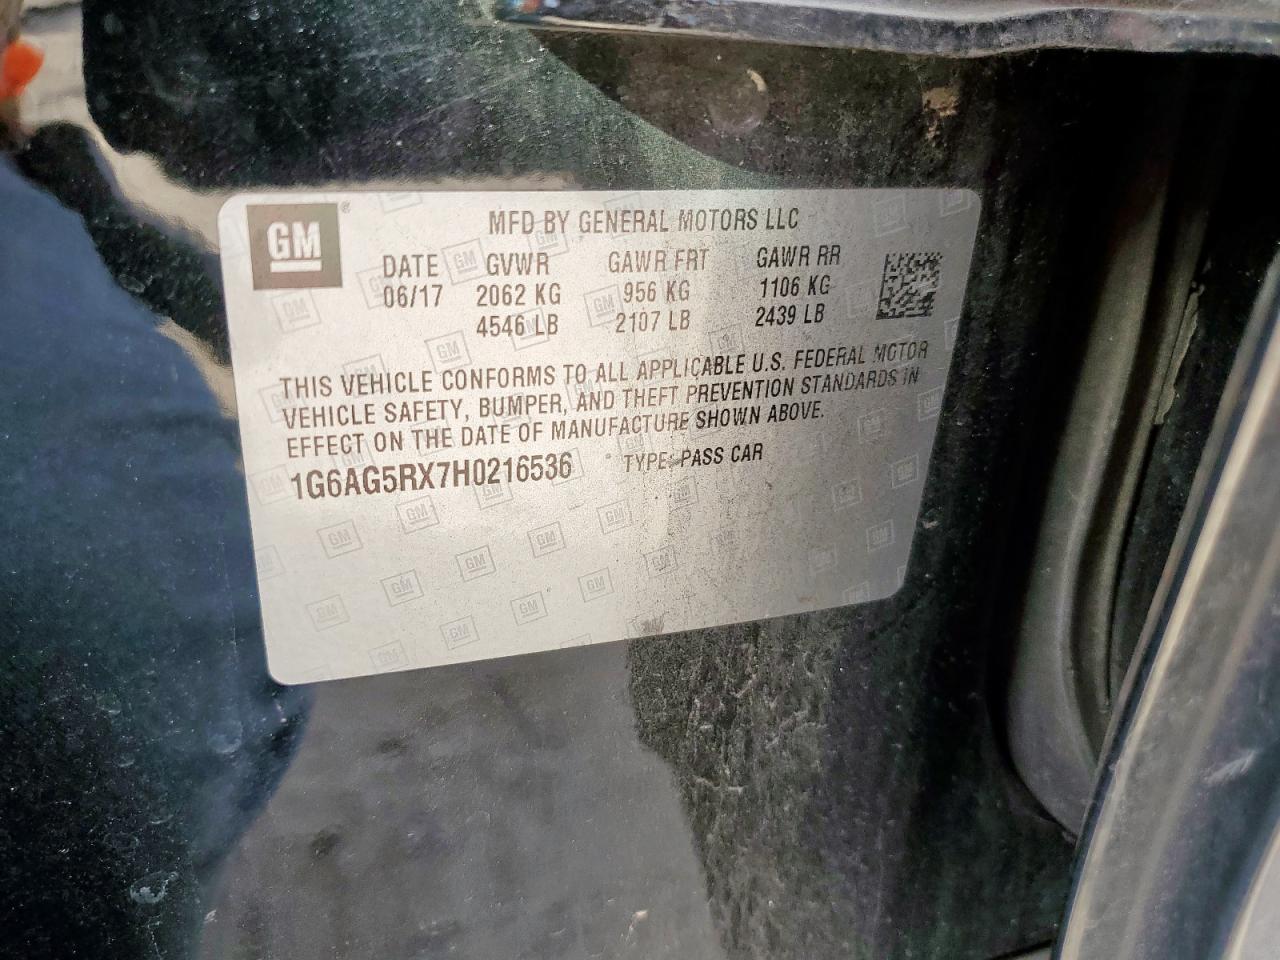 GM ®
MFD BY GENERAL MOTORS LLC
DATE GVWR GAWR FRT GAWR RR
06/17 2062 KG 956 KG 1106 KG
4546 LB 2107 LB 2439 LB
THIS VEHICLE CONFORMS TO ALL APPLICABLE U.S. FEDERAL MOTOR
VEHICLE SAFETY, BUMPER, AND THEFT PREVENTION STANDARDS IN
EFFECT ON THE DATE OF MANUFACTURE SHOWN ABOVE.
1G6AG5RX7H0216536 TYPE: PASS CAR